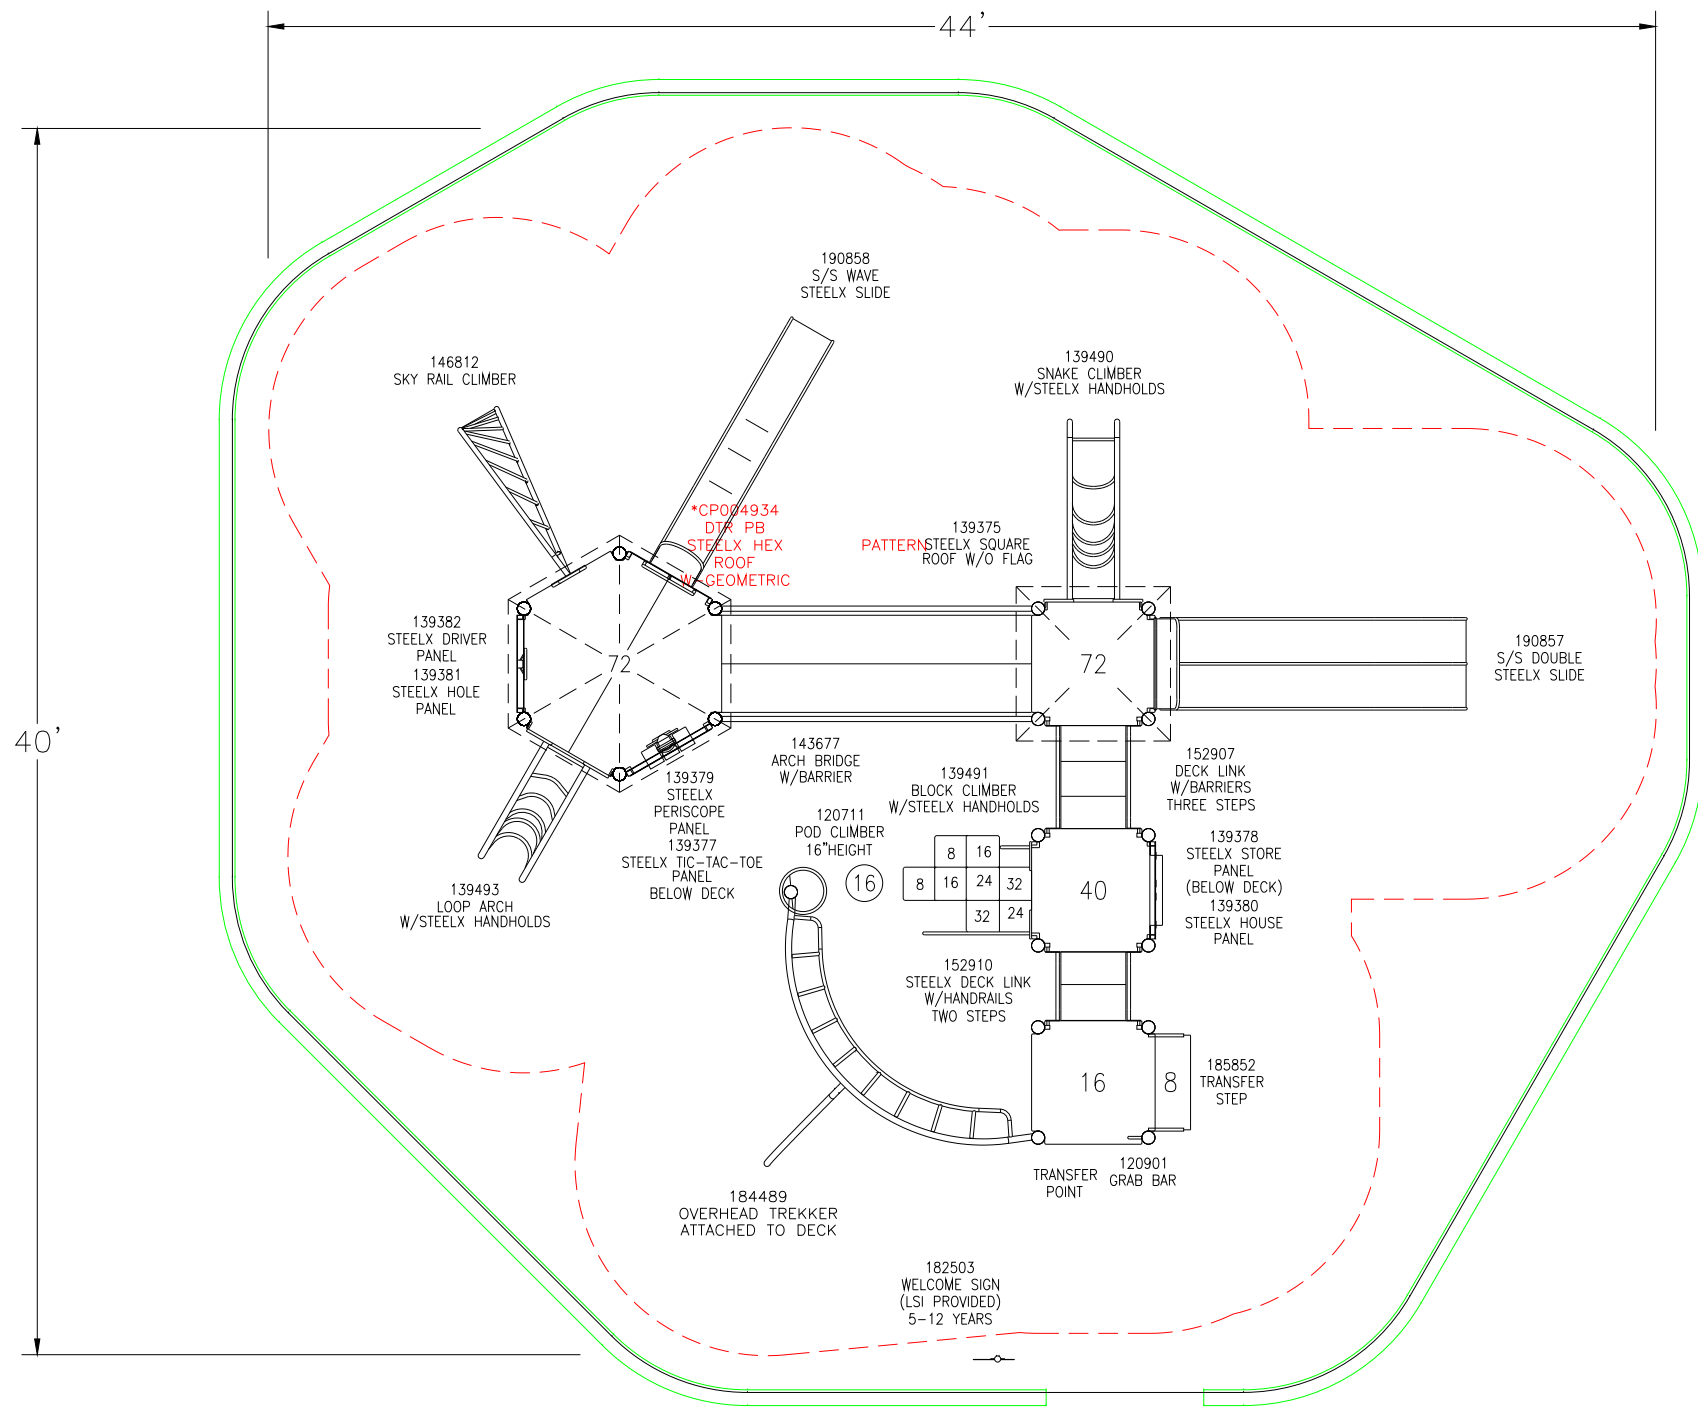 44'
40'
190858
S/S WAVE
STEELX SLIDE
146812
SKY RAIL CLIMBER
139490
SNAKE CLIMBER
W/STEELX HANDHOLDS
*CP004934
DTR PB
STEELX HEX
ROOF
W-GEOMETRIC
PATTERN
139375
STEELX SQUARE
ROOF W/O FLAG
139382
STEELX DRIVER
PANEL
139381
STEELX HOLE
PANEL
72
72
190857
S/S DOUBLE
STEELX SLIDE
143677
ARCH BRIDGE
W/BARRIER
152907
DECK LINK
W/BARRIERS
THREE STEPS
139379
STEELX
PERISCOPE
PANEL
139377
STEELX TIC-TAC-TOE
PANEL
BELOW DECK
139491
BLOCK CLIMBER
W/STEELX HANDHOLDS
120711
POD CLIMBER
16"HEIGHT
16
8 16
8 16 24 32
32 24
40
139378
STEELX STORE
PANEL
(BELOW DECK)
139380
STEELX HOUSE
PANEL
139493
LOOP ARCH
W/STEELX HANDHOLDS
152910
STEELX DECK LINK
W/HANDRAILS
TWO STEPS
16
8
185852
TRANSFER
STEP
TRANSFER
POINT
120901
GRAB BAR
184489
OVERHEAD TREKKER
ATTACHED TO DECK
182503
WELCOME SIGN
(LSI PROVIDED)
5-12 YEARS